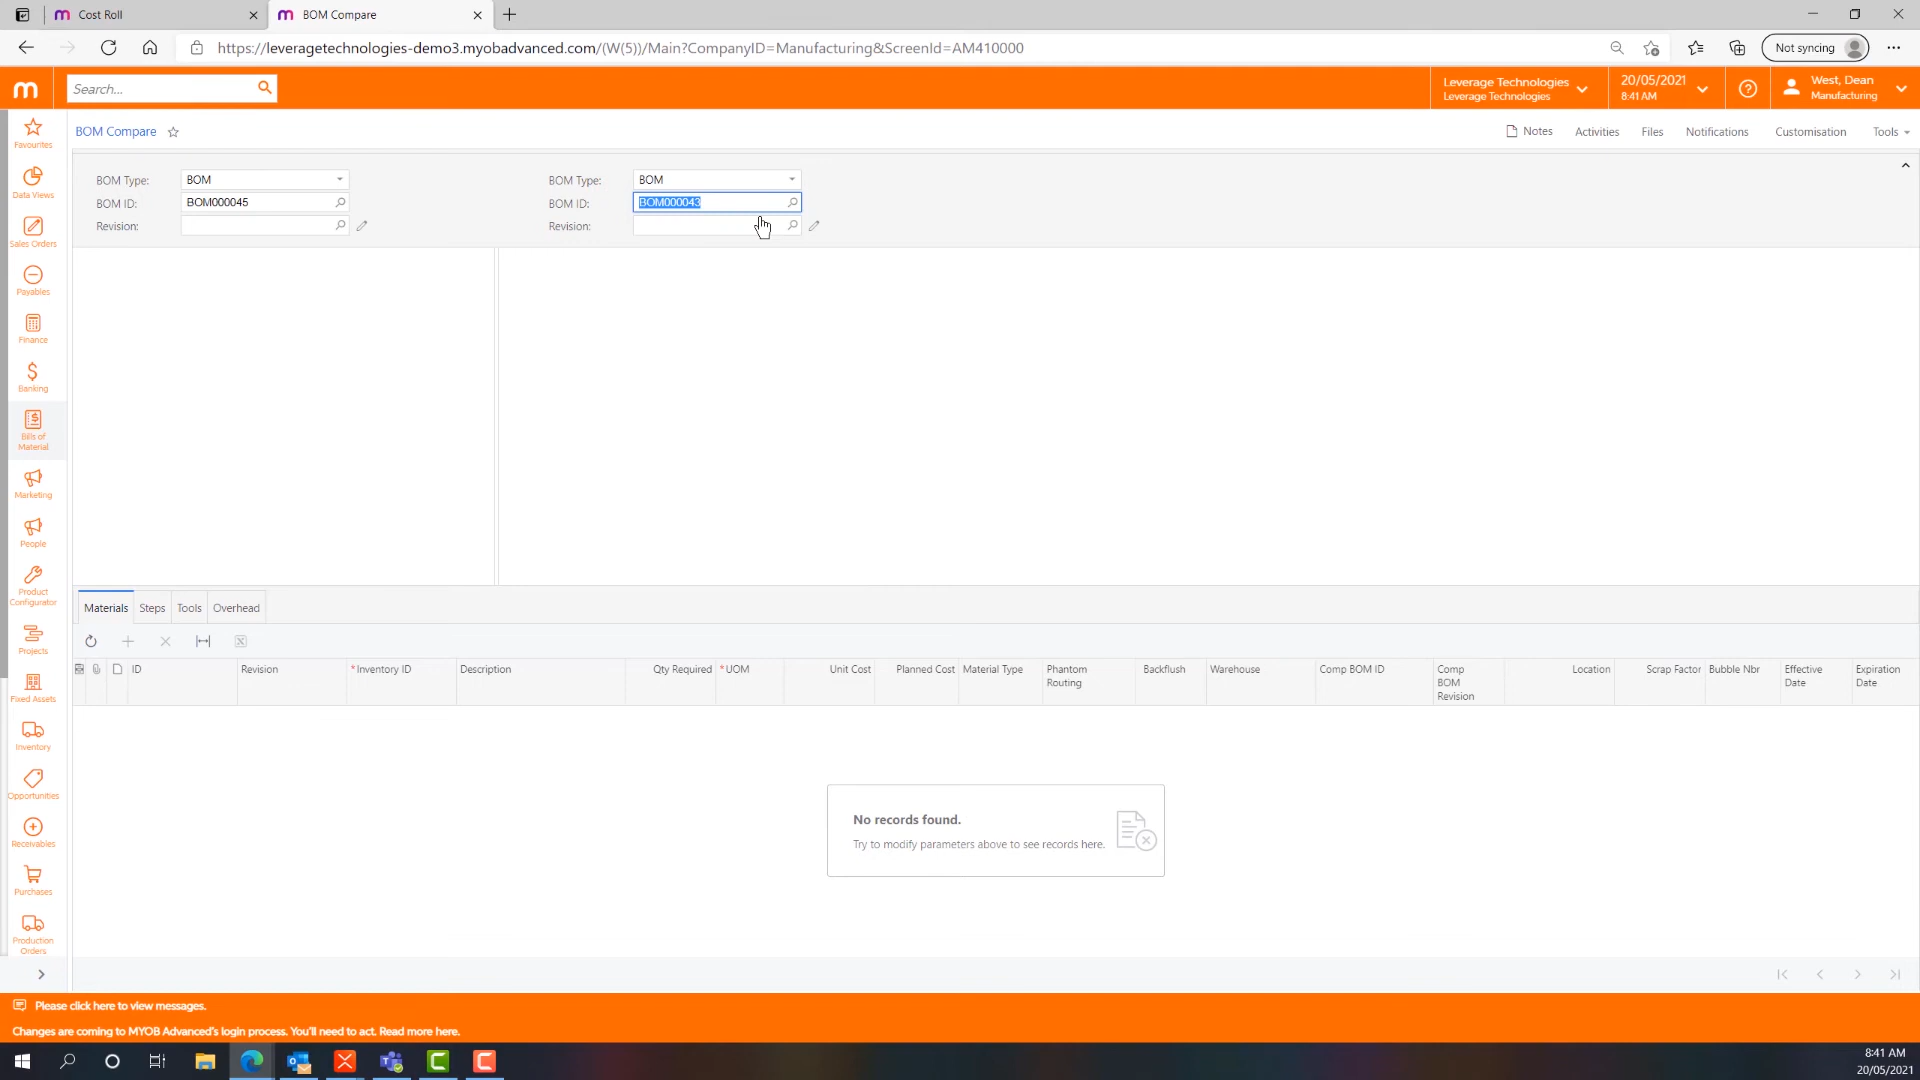 Cost Roll
BOM Compare
https://leveragetechnologies-demo3.myobadvanced.com/(W(5))/Main?CompanyID=Manufacturing&ScreenId=AM410000
Not syncing
m
Search...
Leverage Technologies
Leverage Technologies
20/05/2021
8:41 AM
West, Dean
Manufacturing
Favourites
Data Views
Sales Orders
Payables
Finance
Banking
Bills of
Material
Marketing
People
Product
Configurator
Projects
Fixed Assets
Inventory
Opportunities
Receivables
Purchases
Production
Orders
BOM Compare
Notes
Activities
Files
Notifications
Customisation
Tools
BOM Type:
BOM
BOM ID:
BOM000045
Revision:
BOM Type:
BOM
BOM ID:
BOM000043
Revision:
Materials
Steps
Tools
Overhead
ID
Revision
*Inventory ID
Description
Qty Required
*UOM
Unit Cost
Planned Cost
Material Type
Phantom
Routing
Backflush
Warehouse
Comp BOM ID
Comp
BOM
Revision
Location
Scrap Factor
Bubble Nbr
Effective
Date
Expiration
Date
No records found.
Try to modify parameters above to see records here.
Please click here to view messages.
Changes are coming to MYOB Advanced's login process. You'll need to act. Read more here.
8:41 AM
20/05/2021